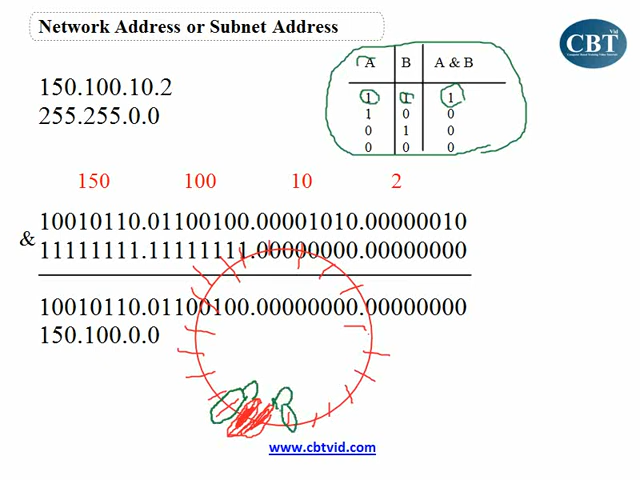 Network Address or Subnet Address
CBT Vid
150.100.10.2
255.255.0.0
A B A & B
1 1 1
1 0 0
0 1 0
0 0 0
150 100 10 2
10010110.01100100.00001010.00000010
& 11111111.11111111.00000000.00000000
10010110.01100100.00000000.00000000
150.100.0.0
B
www.cbtvid.com